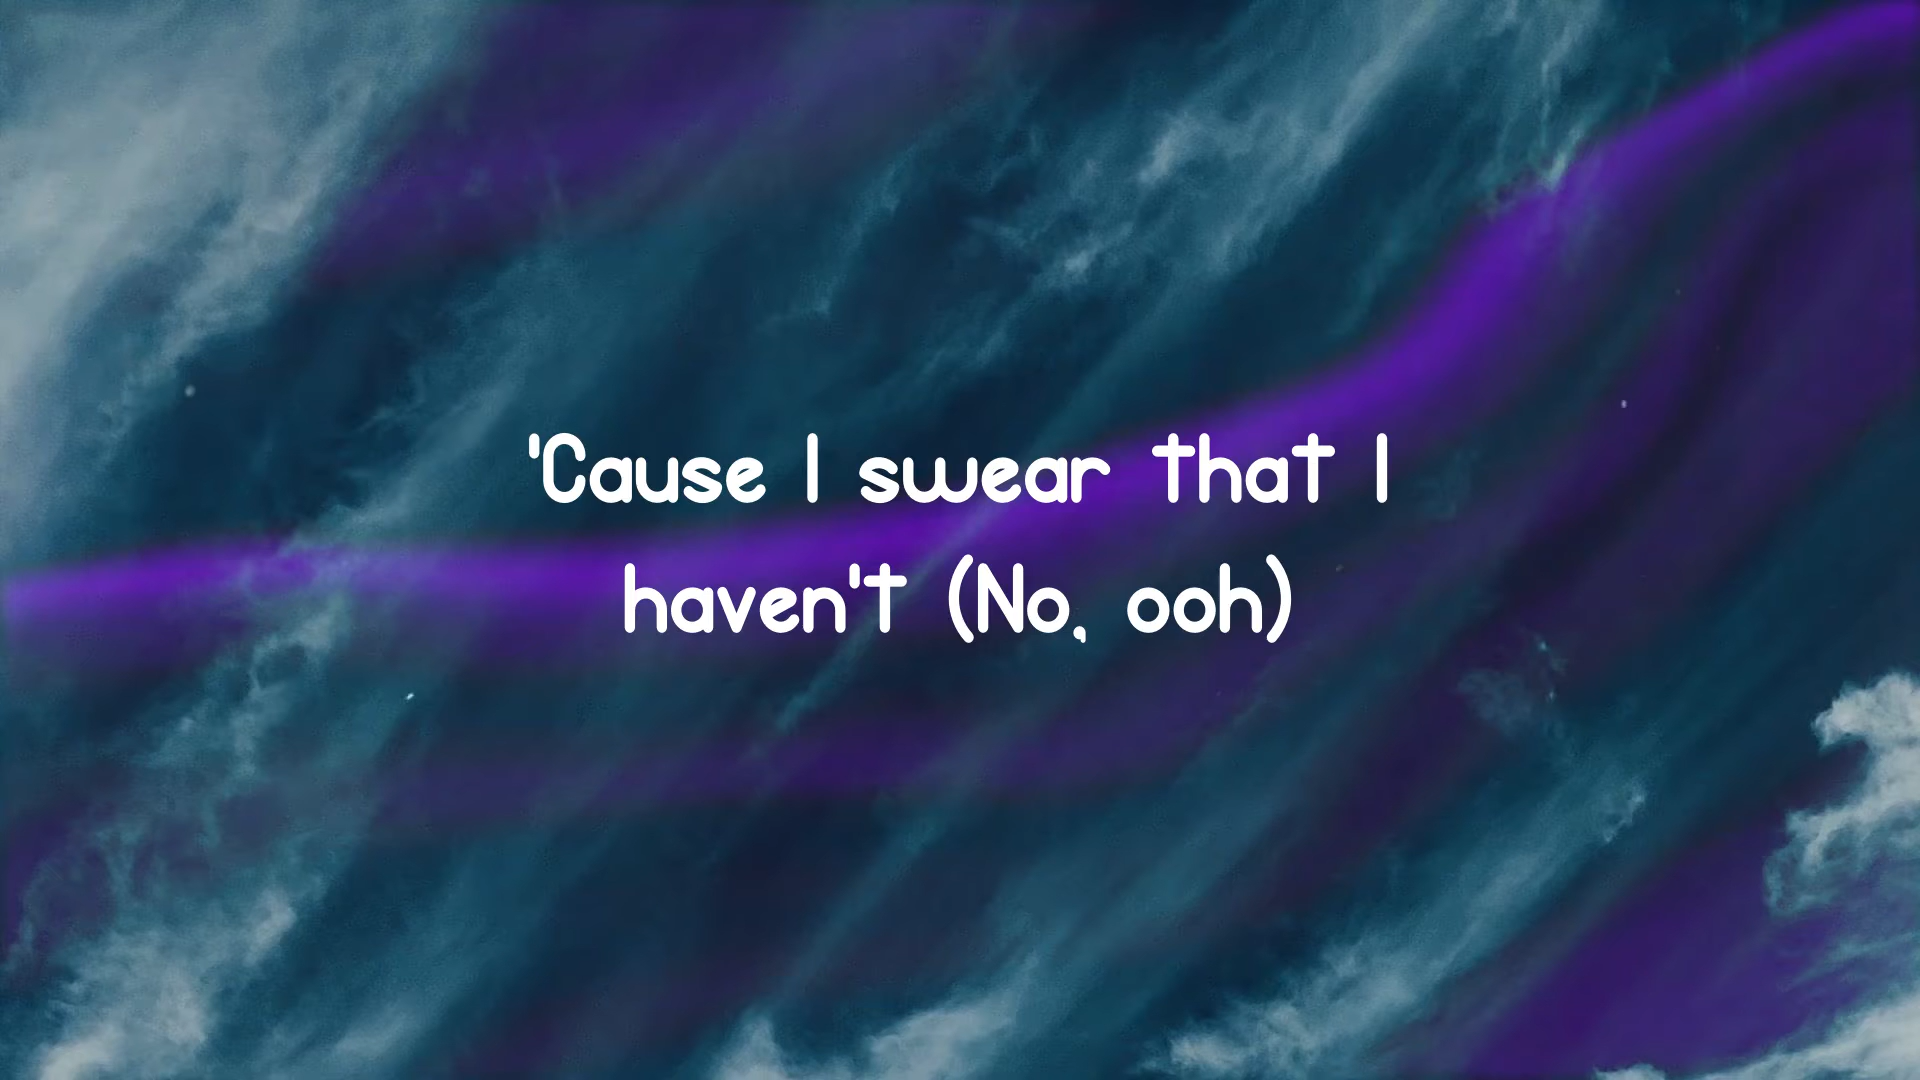 'Cause I swear that I
haven't (No, ooh)